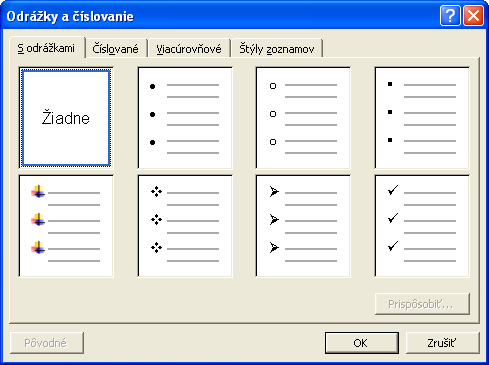 Odrážky a číslovanie
S odrážkami
Číslované
Viacúrovňové
Štýly zoznamov
Žiadne
Prispôsobiť...
Pôvodné
OK
Zrušiť